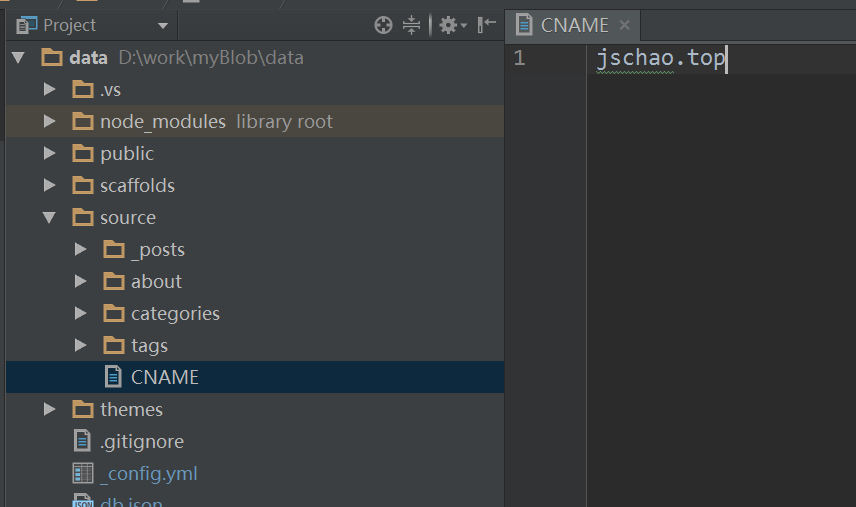 Project
data D:\work\myBlob\data
.vs
node_modules library root
public
scaffolds
source
_posts
about
categories
tags
CNAME
themes
.gitignore
_config.yml
db.json
CNAME
1 jschao.top